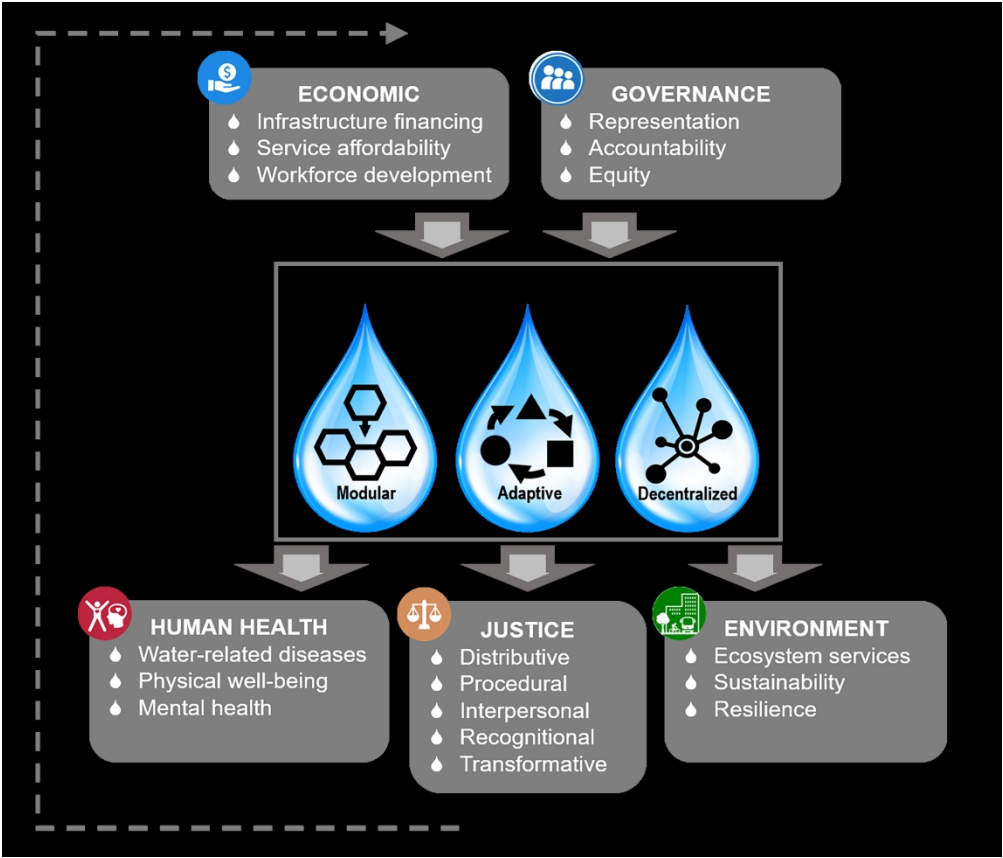 ECONOMIC
Infrastructure financing
Service affordability
Workforce development
GOVERNANCE
Representation
Accountability
Equity
Modular
Adaptive
Decentralized
HUMAN HEALTH
Water-related diseases
Physical well-being
Mental health
JUSTICE
Distributive
Procedural
Interpersonal
Recognitional
Transformative
ENVIRONMENT
Ecosystem services
Sustainability
Resilience